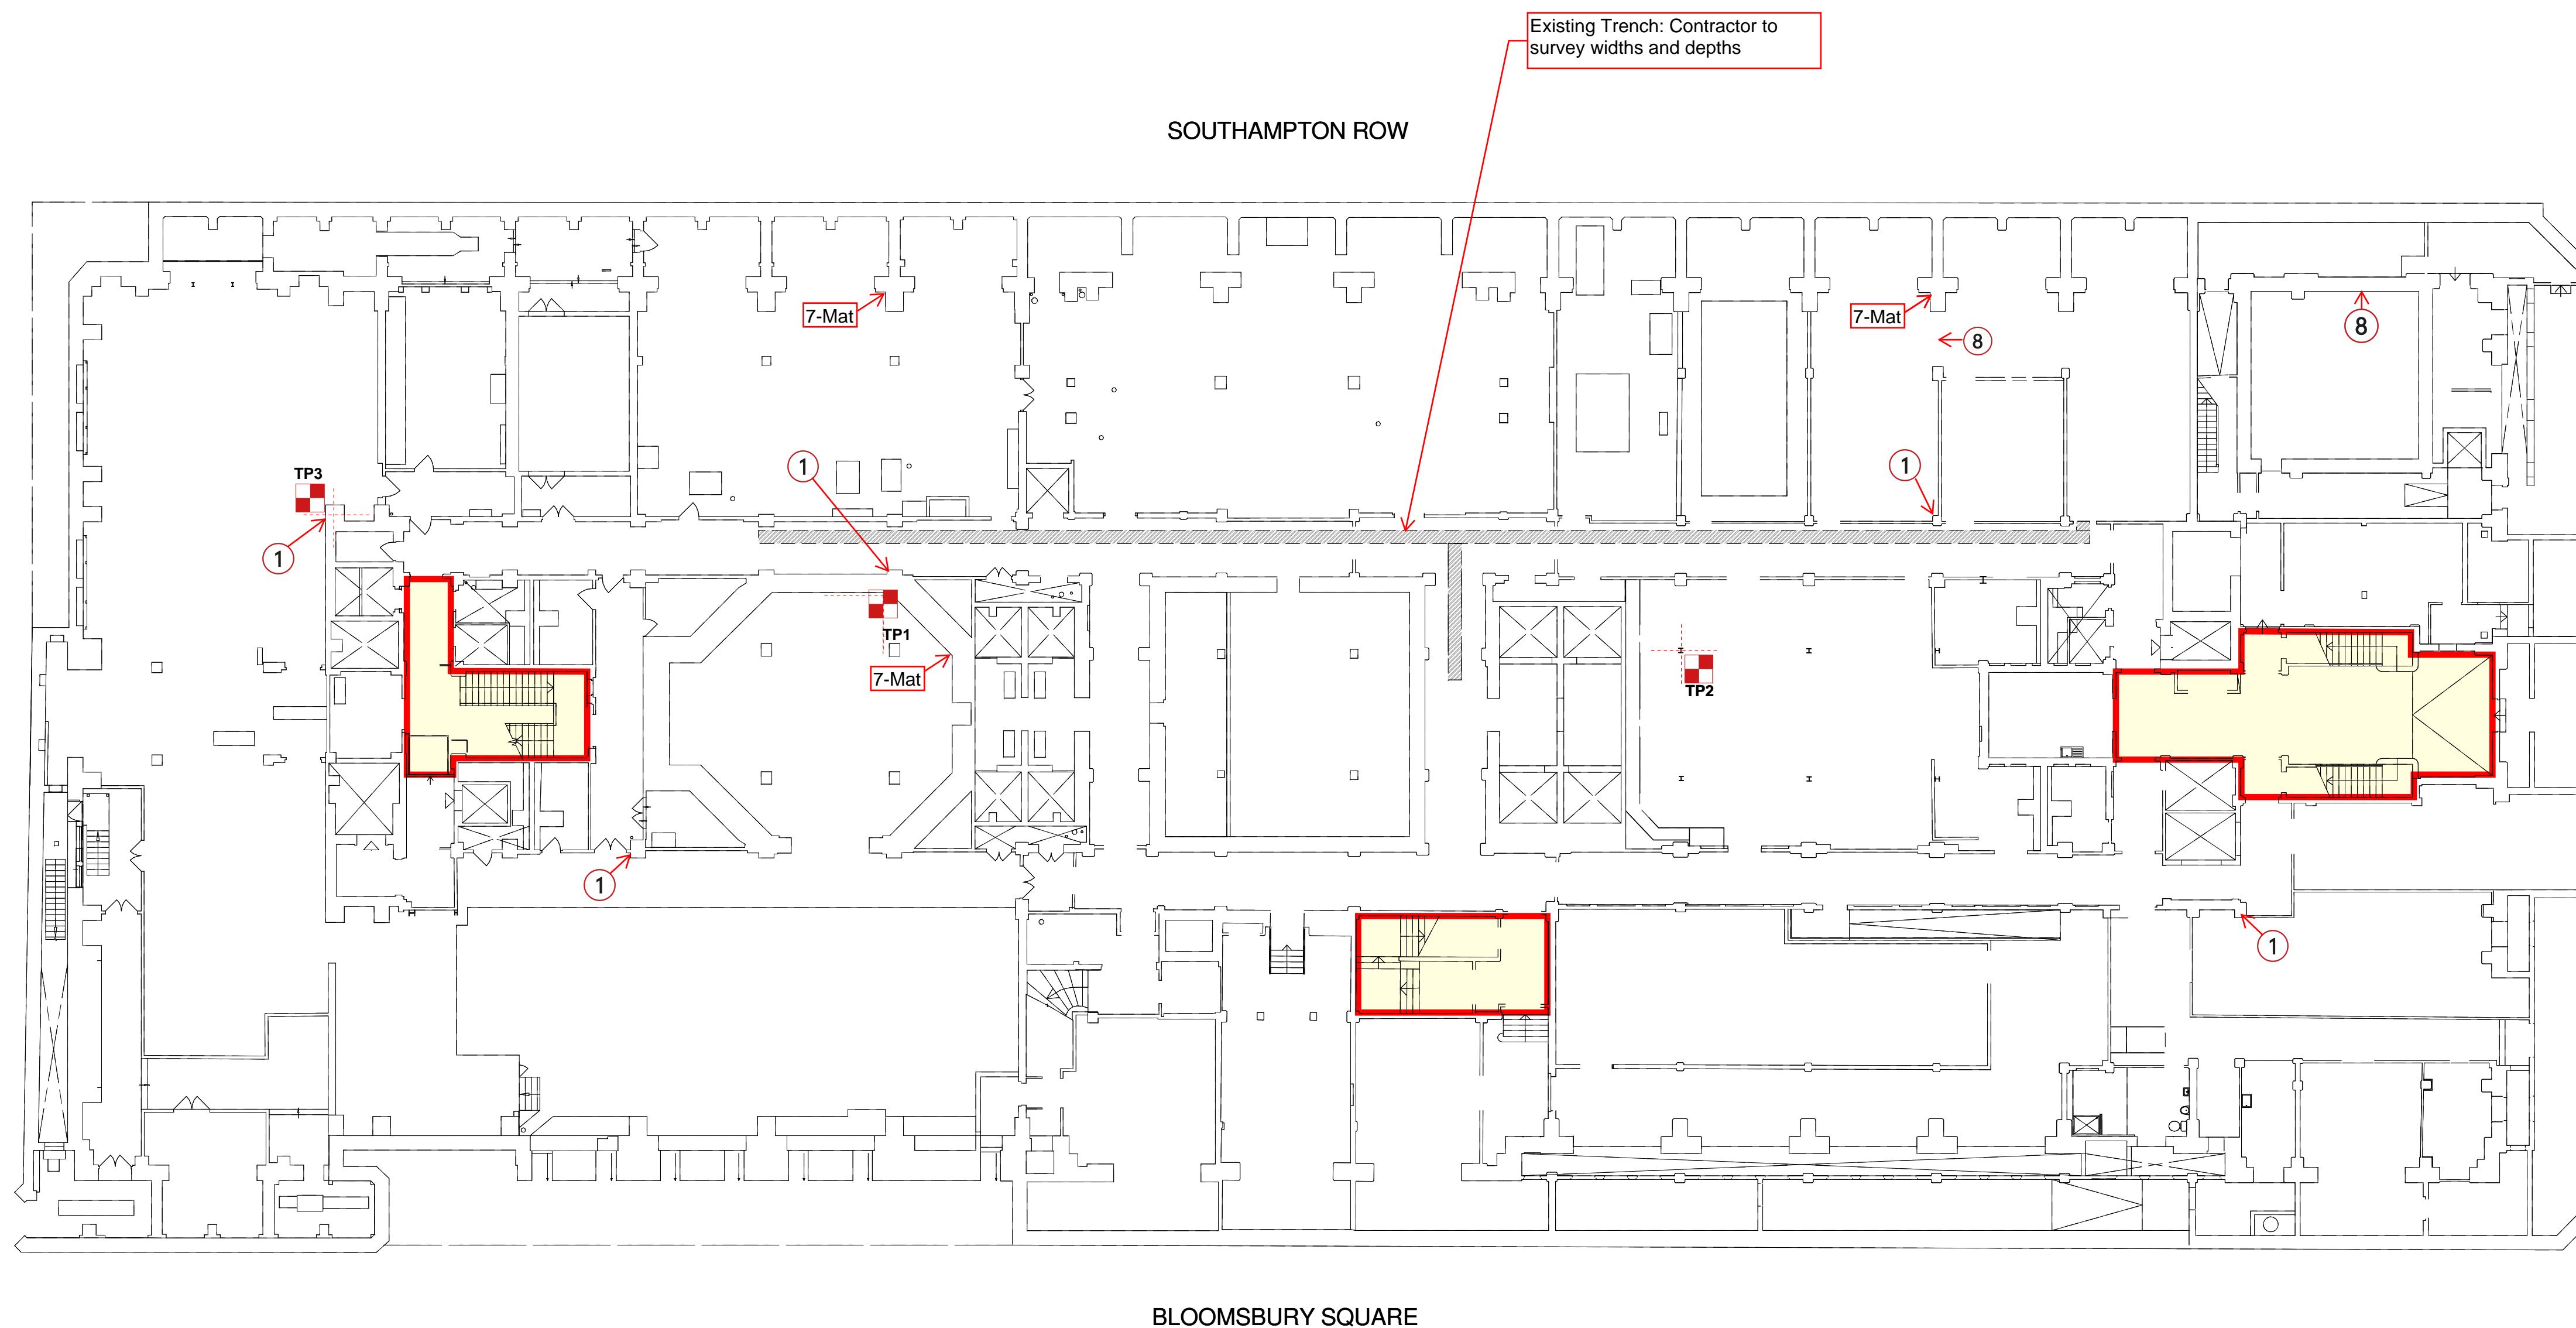 Existing Trench: Contractor to
survey widths and depths
SOUTHAMPTON ROW
7-Mat
7-Mat
8
8
TP3
1
1
1
TP1
7-Mat
TP2
1
1
BLOOMSBURY SQUARE